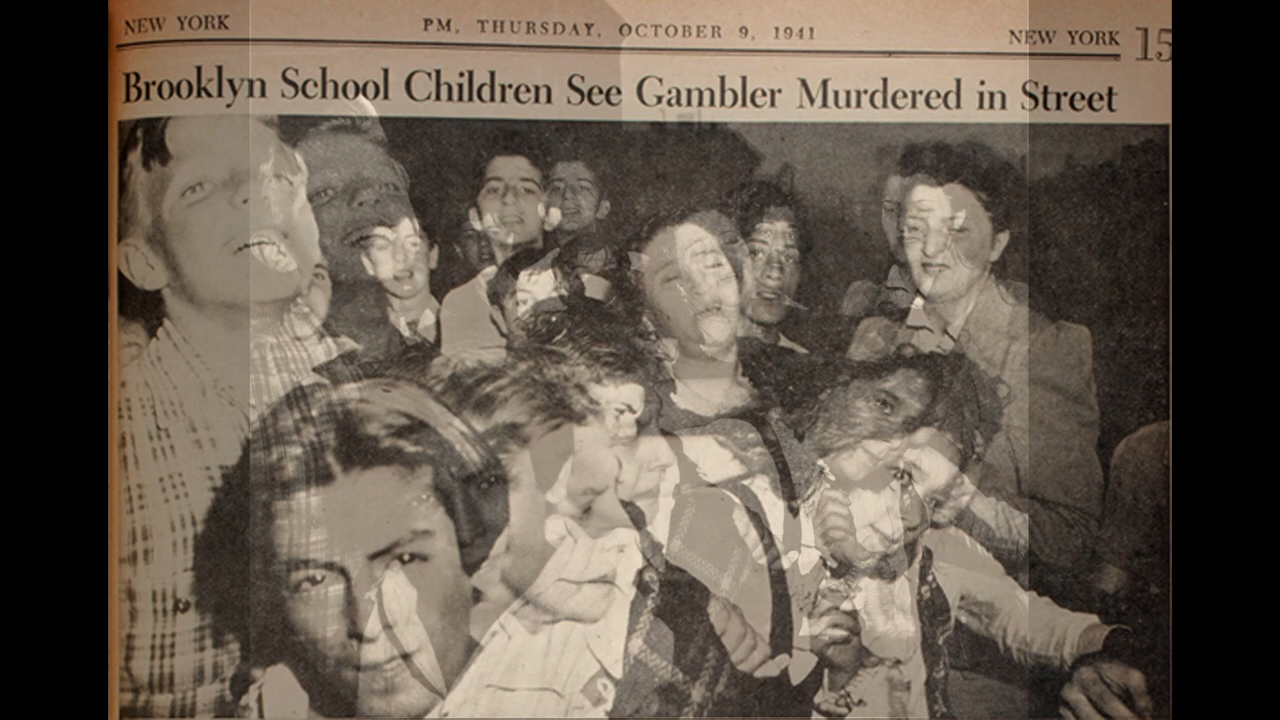 NEW YORK PM, THURSDAY, OCTOBER 9, 1941 NEW YORK 15
Brooklyn School Children See Gambler Murdered in Street